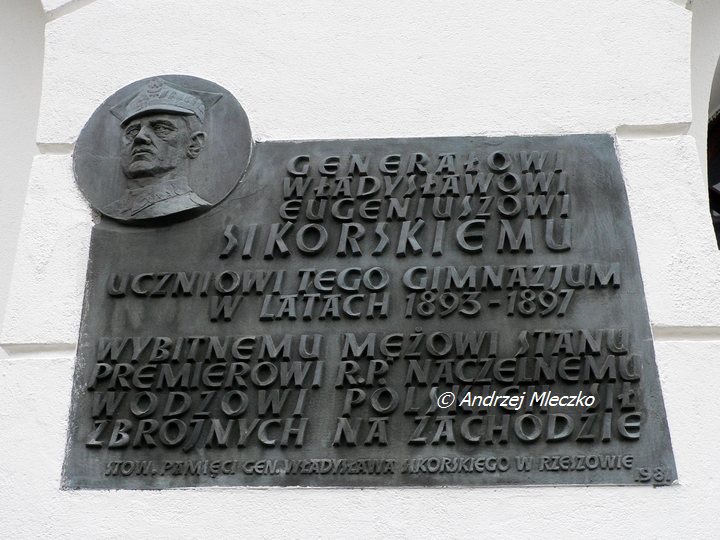 GENERAŁOWI
WŁADYSŁAWOWI
EUGENIUSZOWI
SIKORSKIEMU
UCZNIOWI TEGO GIMNAZJUM
W LATACH 1893-1897
WYBITNEMU MĘŻOWI STANU
PREMIEROWI R.P. NACZELNEMU
WODZOWI POLSKICH SIŁ
© Andrzej Mleczko
ZBROJNYCH NA ZACHODZIE
STOW. PAMIĘCI GEN. WŁADYSŁAWA SIKORSKIEGO W RZESZOWIE